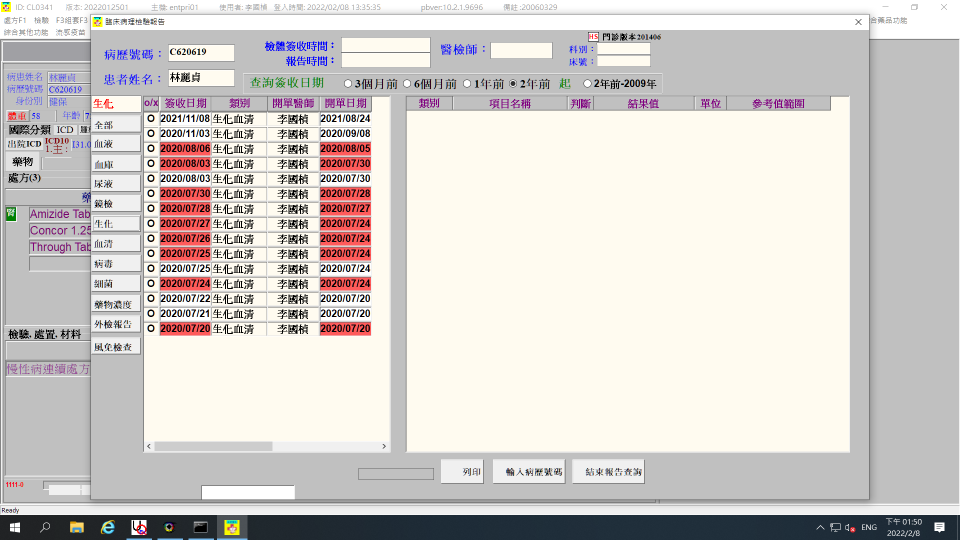 ID: CL0341 版本: 2022012501 主檔: entpri01 使用者: 李國楨 登入時間: 2022/02/08 13:35:35 pbver:10.2.1.9696 備註 :20060329
處方F1 檢驗 F3組套F3
綜合其他功能 流感疫苗
臨床病理檢驗報告
病歷號碼： C620619
檢體簽收時間：
報告時間：
醫檢師：
HS 門診版本201406
科別：
床號：
患者姓名： 林麗貞
查詢簽收日期 3個月前 6個月前 1年前 2年前 起 2年前-2009年
病患姓名 林麗貞
病歷號碼 C620619
身份別 健保
體重 58 年齡 7
國際分類 ICD
出院ICD ICD10 1.主: I31.0
藥物
處方(3)
藥
腎
Amizide Tab
Concor 1.25
Through Tab
檢驗, 處置, 材料
慢性病連續處方
1111-0
生化
全部
血液
血庫
尿液
鏡檢
生化
血清
病毒
細菌
藥物濃度
外檢報告
風免檢查
o/x 簽收日期 類別 開單醫師 開單日期
O 2021/11/08 生化血清 李國楨 2021/08/24
O 2020/11/03 生化血清 李國楨 2020/09/08
O 2020/08/06 生化血清 李國楨 2020/08/05
O 2020/08/03 生化血清 李國楨 2020/07/30
O 2020/08/03 生化血清 李國楨 2020/07/30
O 2020/07/30 生化血清 李國楨 2020/07/28
O 2020/07/28 生化血清 李國楨 2020/07/27
O 2020/07/27 生化血清 李國楨 2020/07/24
O 2020/07/26 生化血清 李國楨 2020/07/24
O 2020/07/25 生化血清 李國楨 2020/07/24
O 2020/07/25 生化血清 李國楨 2020/07/24
O 2020/07/24 生化血清 李國楨 2020/07/24
O 2020/07/22 生化血清 李國楨 2020/07/20
O 2020/07/21 生化血清 李國楨 2020/07/20
O 2020/07/20 生化血清 李國楨 2020/07/20
類別 項目名稱 判斷 結果值 單位 參考值範圍
列印 輸入病歷號碼 結束報告查詢
合藥品功能
Ready
ENG
下午 01:50
2022/2/8